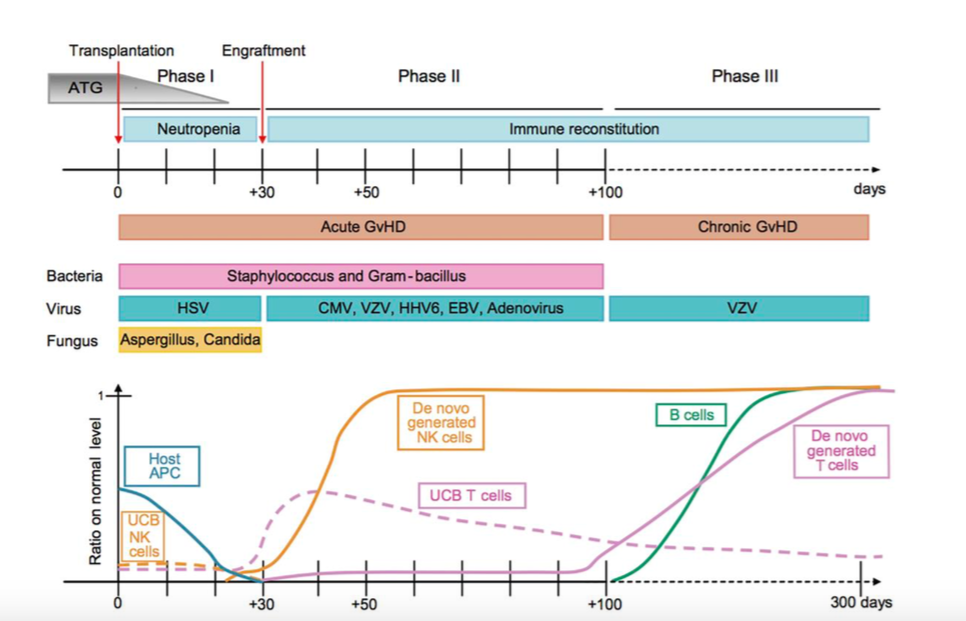 Transplantation
Engraftment
ATG
Phase I
Phase II
Phase III
Neutropenia
Immune reconstitution
0
+30
+50
+100
days
Acute GvHD
Chronic GvHD
Bacteria
Staphylococcus and Gram-bacillus
Virus
HSV
CMV, VZV, HHV6, EBV, Adenovirus
VZV
Fungus
Aspergillus, Candida
Ratio on normal level
1
Host
APC
UCB
NK
cells
De novo
generated
NK cells
UCB T cells
B cells
De novo
generated
T cells
0
+30
+50
+100
300 days